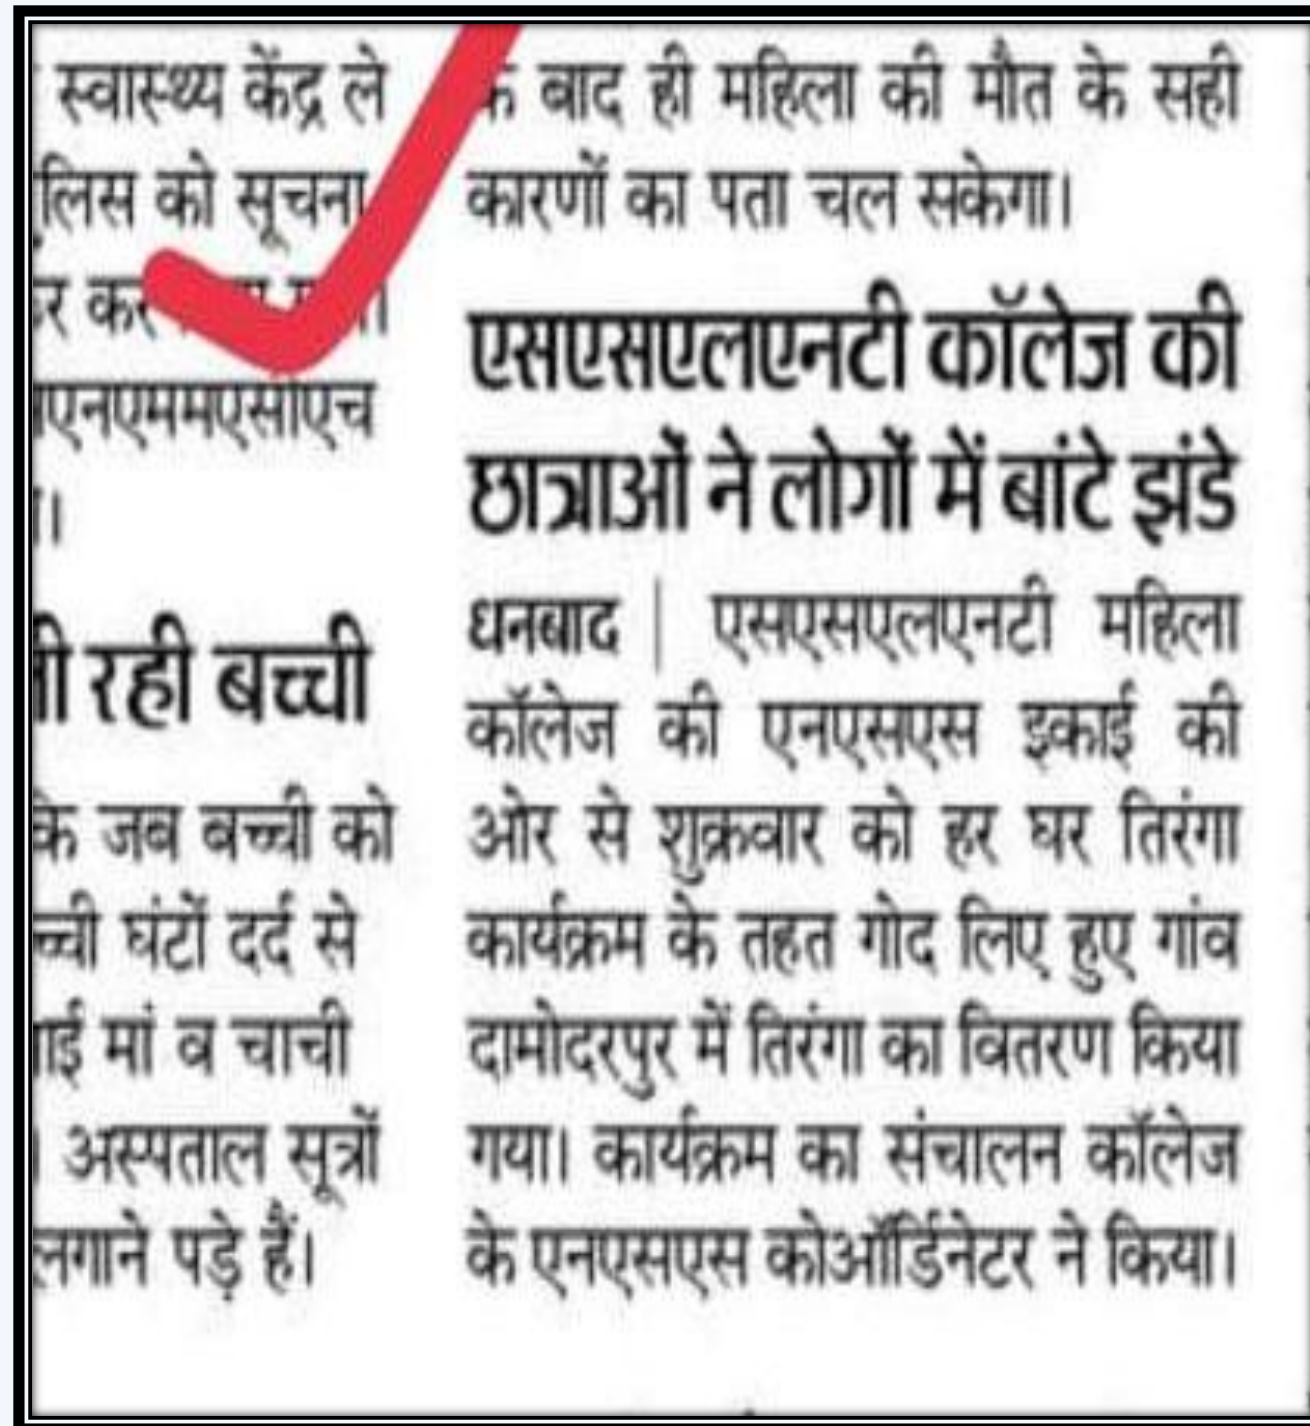 स्वास्थ्य केंद्र ले
को सूचना
रही बच्ची
जब बच्ची को
घंटों दर्द से
मां व चाची
अस्पताल सूत्रों
लगाने पड़े हैं।
के बाद ही महिला की मौत के सही
कारणों का पता चल सकेगा।
एसएसएलएनटी कॉलेज की
छात्राओं ने लोगों में बांटे झंडे
धनबाद | एसएसएलएनटी महिला
कॉलेज की एनएसएस इकाई की
ओर से शुक्रवार को हर घर तिरंगा
कार्यक्रम के तहत गोद लिए हुए गांव
दामोदरपुर में तिरंगा का वितरण किया
गया। कार्यक्रम का संचालन कॉलेज
के एनएसएस कोऑर्डिनेटर ने किया।